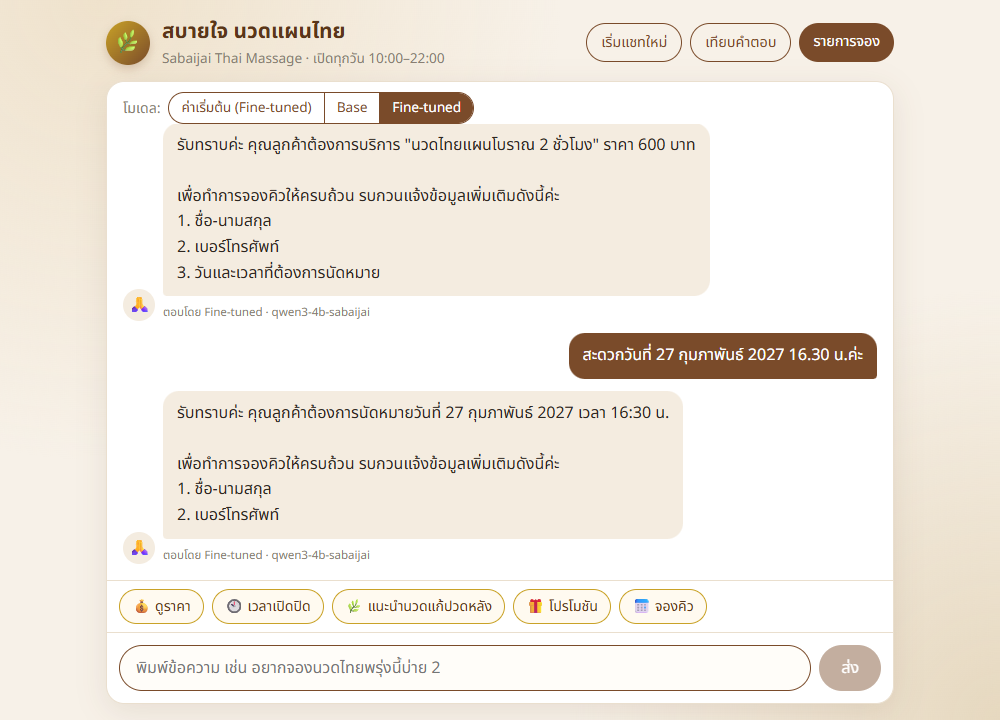 สบายใจ นวดแผนไทย
Sabaijai Thai Massage · เปิดทุกวัน 10:00–22:00
เริ่มแชทใหม่
เทียบคำตอบ
รายการจอง
โมเดล:
ค่าเริ่มต้น (Fine-tuned)
Base
Fine-tuned
รับทราบค่ะ คุณลูกค้าต้องการบริการ "นวดไทยแผนโบราณ 2 ชั่วโมง" ราคา 600 บาท
เพื่อทำการจองคิวให้ครบถ้วน รบกวนแจ้งข้อมูลเพิ่มเติมดังนี้ค่ะ
1. ชื่อ-นามสกุล
2. เบอร์โทรศัพท์
3. วันและเวลาที่ต้องการนัดหมาย
ตอบโดย Fine-tuned · qwen3-4b-sabaijai
สะดวกวันที่ 27 กุมภาพันธ์ 2027 16.30 น.ค่ะ
รับทราบค่ะ คุณลูกค้าต้องการนัดหมายวันที่ 27 กุมภาพันธ์ 2027 เวลา 16:30 น.
เพื่อทำการจองคิวให้ครบถ้วน รบกวนแจ้งข้อมูลเพิ่มเติมดังนี้ค่ะ
1. ชื่อ-นามสกุล
2. เบอร์โทรศัพท์
ตอบโดย Fine-tuned · qwen3-4b-sabaijai
ดูราคา
เวลาเปิดปิด
แนะนำนวดแก้ปวดหลัง
โปรโมชัน
จองคิว
พิมพ์ข้อความ เช่น อยากจองนวดไทยพรุ่งนี้บ่าย 2
ส่ง